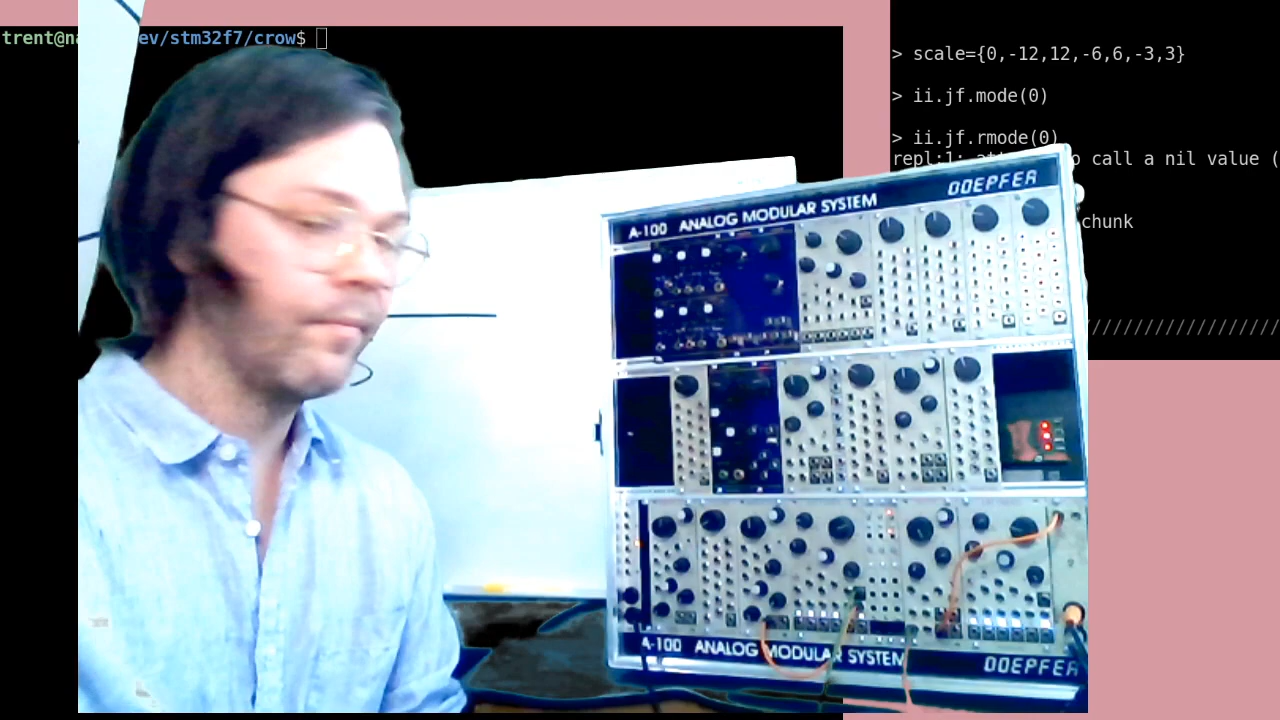 trent@na ev/stm32f7/crow$
> scale={0,-12,12,-6,6,-3,3}
> ii.jf.mode(0)
> ii.jf.rmode(0)
repl:1: to call a nil value (
chunk
///////////////////
DOEPFER
A-100 ANALOG MODULAR SYSTEM
A-100 ANALOG MODULAR SYSTEM
DOEPFER